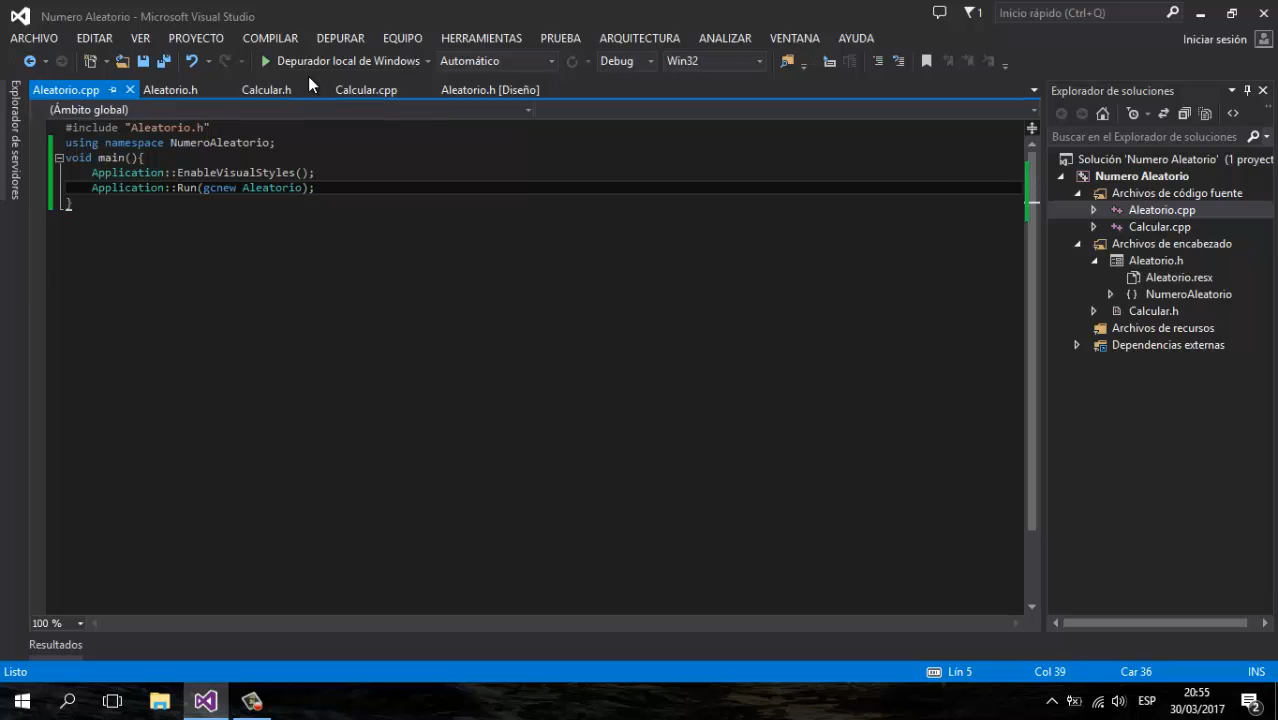 Numero Aleatorio - Microsoft Visual Studio
1
Inicio rápido (Ctrl+Q)
ARCHIVO EDITAR VER PROYECTO COMPILAR DEPURAR EQUIPO HERRAMIENTAS PRUEBA ARQUITECTURA ANALIZAR VENTANA AYUDA
Iniciar sesión
Depurador local de Windows Automático Debug Win32
Explorador de servidores
Aleatorio.cpp Aleatorio.h Calcular.h Calcular.cpp Aleatorio.h [Diseño]
(Ámbito global)
#include "Aleatorio.h"
using namespace NumeroAleatorio;
void main(){
Application::EnableVisualStyles();
Application::Run(gcnew Aleatorio);
}
100 %
Explorador de soluciones
Buscar en el Explorador de soluciones
Solución 'Numero Aleatorio' (1 proyect
Numero Aleatorio
Archivos de código fuente
Aleatorio.cpp
Calcular.cpp
Archivos de encabezado
Aleatorio.h
Aleatorio.resx
{ } NumeroAleatorio
Calcular.h
Archivos de recursos
Dependencias externas
Resultados
Listo
Lín 5 Col 39 Car 36 INS
ESP
20:55
30/03/2017
2